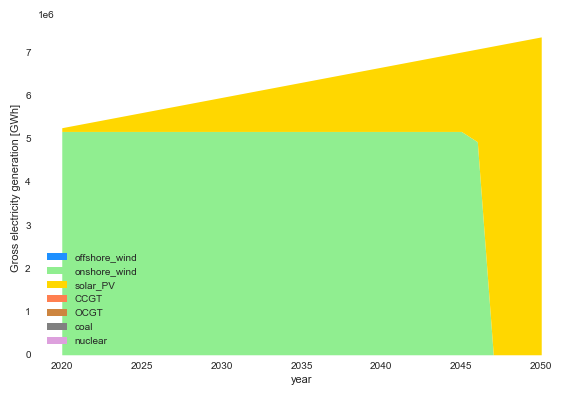 1e6
7
6
5
4
3
2
1
0
Gross electricity generation [GWh]
offshore_wind
onshore_wind
solar_PV
CCGT
OCGT
coal
nuclear
2020 2025 2030 2035 2040 2045 2050
year